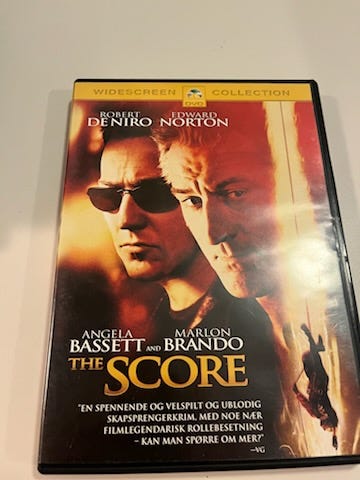 WIDESCREEN DVD COLLECTION
ROBERT DENIRO EDWARD NORTON
ANGELA BASSETT AND MARLON BRANDO
THE SCORE
"EN SPENNENDE OG VELSPILT OG UBLODIG
SKAPSPRENGERKRIM, MED NOE NÆR
FILMLEGENDARISK ROLLEBESETNING
– KAN MAN SPØRRE OM MER?"
–VG